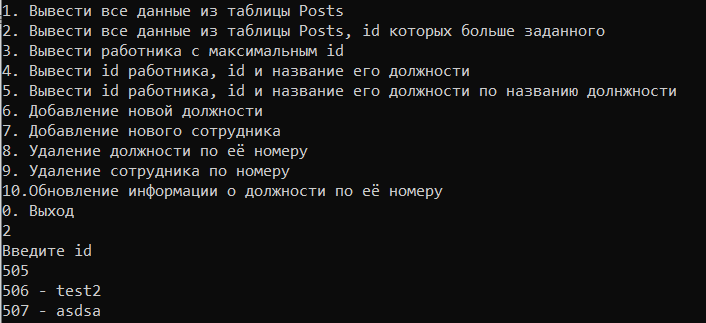 1. Вывести все данные из таблицы Posts
2. Вывести все данные из таблицы Posts, id которых больше заданного
3. Вывести работника с максимальным id
4. Вывести id работника, id и название его должности
5. Вывести id работника, id и название его должности по названию долнжности
6. Добавление новой должности
7. Добавление нового сотрудника
8. Удаление должности по её номеру
9. Удаление сотрудника по номеру
10.Обновление информации о должности по её номеру
0. Выход
2
Введите id
505
506 - test2
507 - asdsa